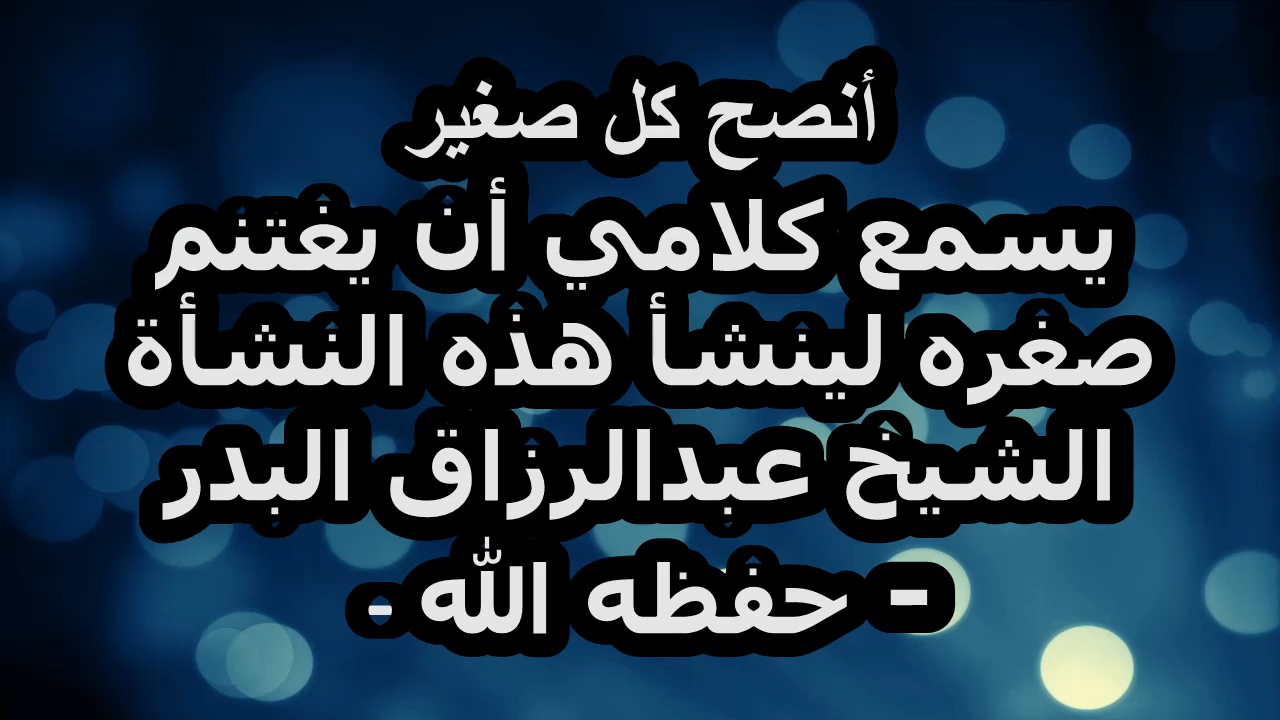 أنصح كل صغير
يسمع كلامي أن يغتنم
صغره لينشأ هذه النشأة
الشيخ عبدالرزاق البدر
- حفظه الله -